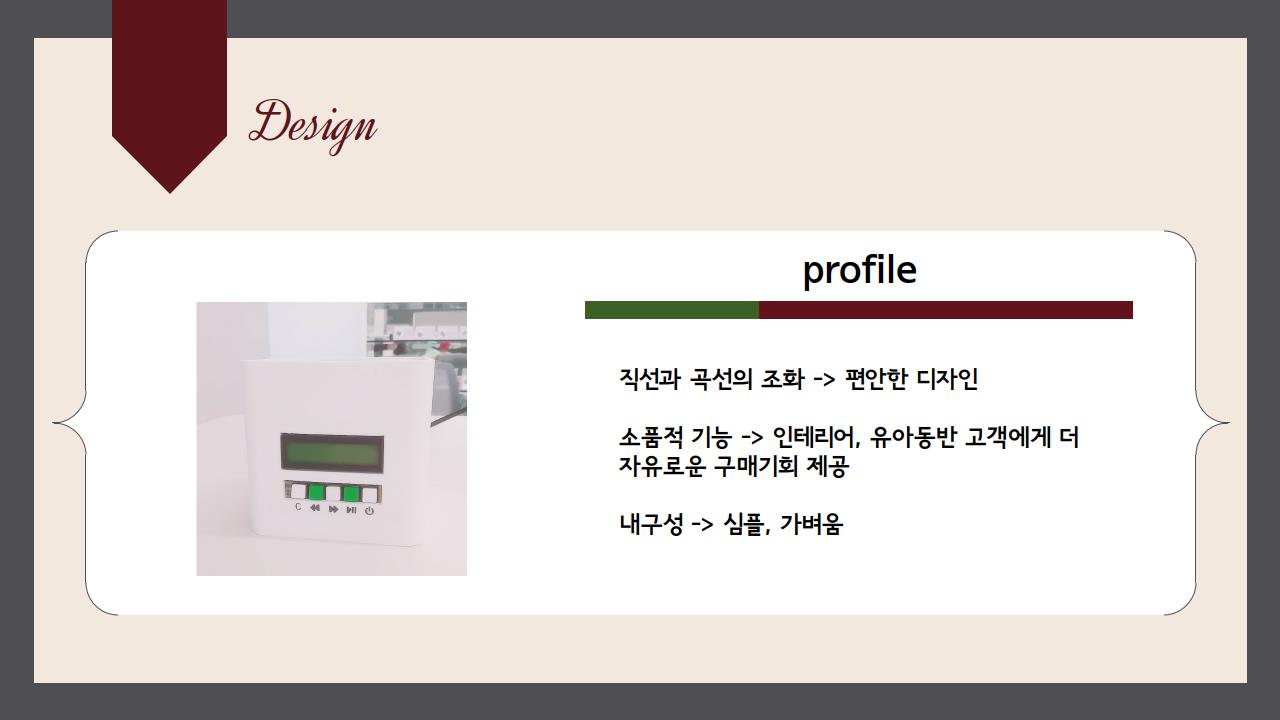 Design
profile
직선과 곡선의 조화 -> 편안한 디자인
소품적 기능 -> 인테리어, 유아동반 고객에게 더
자유로운 구매기회 제공
내구성 -> 심플, 가벼움
C